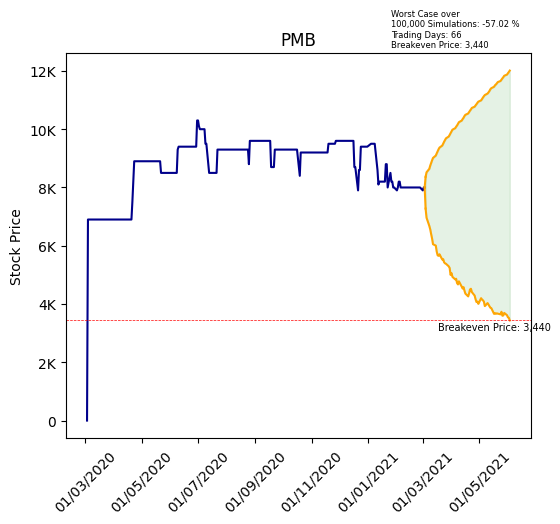 Worst Case over
100,000 Simulations: -57.02 %
Trading Days: 66
Breakeven Price: 3,440
PMB
Stock Price
12K
10K
8K
6K
4K
2K
0
Breakeven Price: 3,440
01/03/2020
01/05/2020
01/07/2020
01/09/2020
01/11/2020
01/01/2021
01/03/2021
01/05/2021